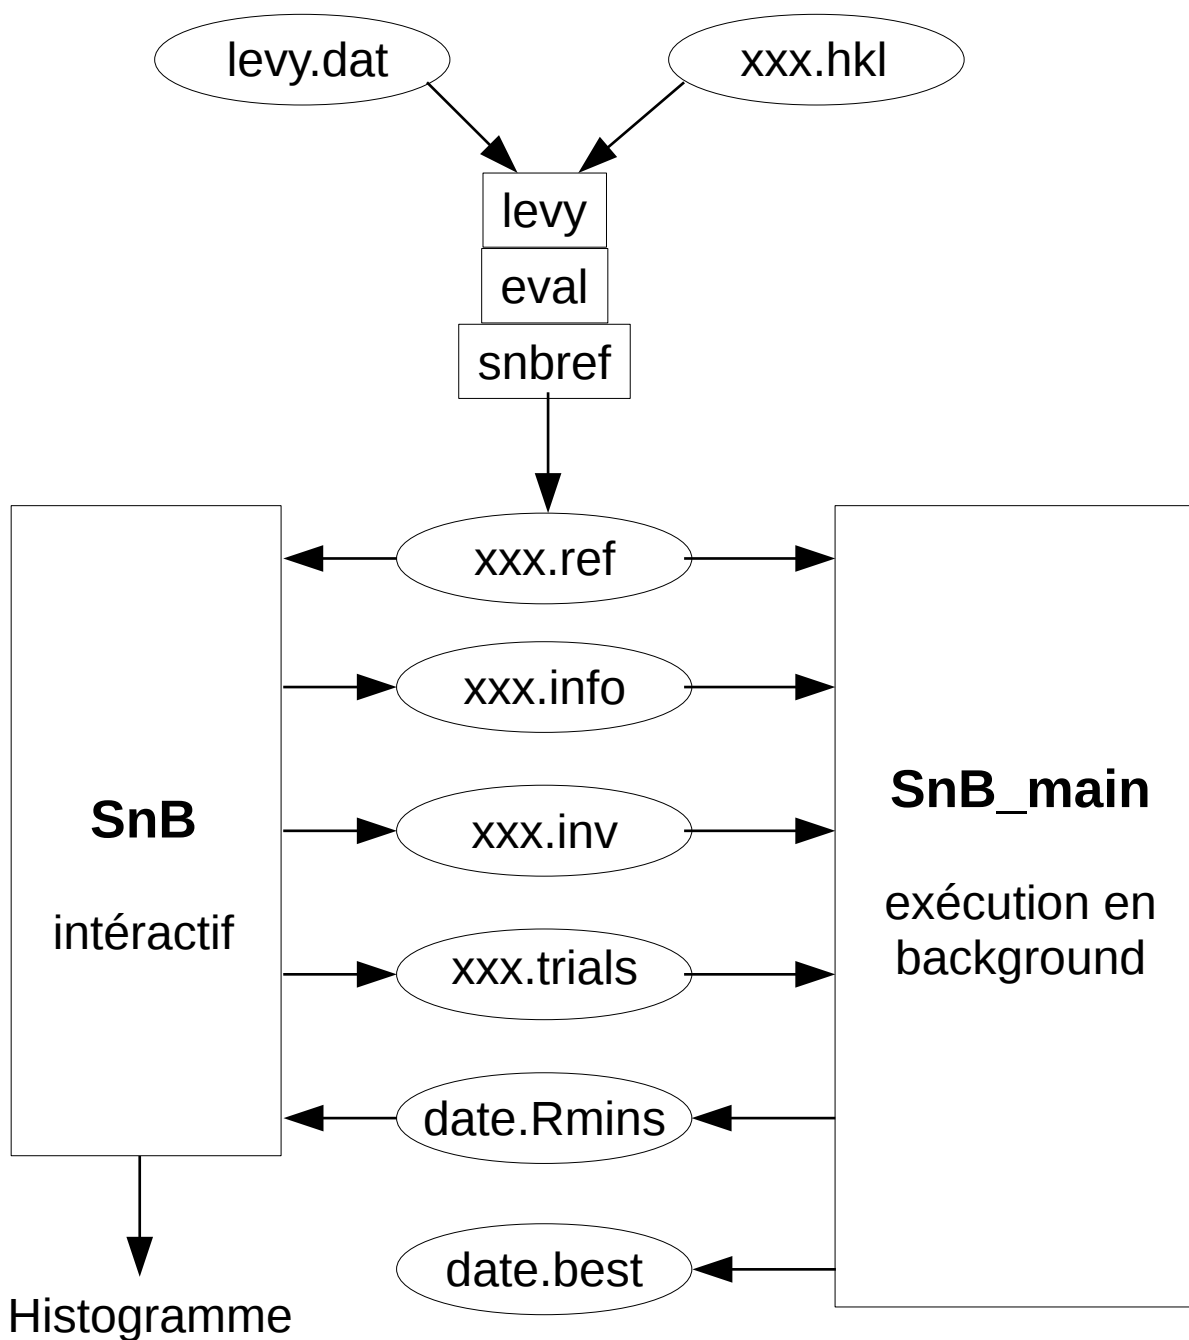 levy.dat
xxx.hkl
levy
eval
snbref
xxx.ref
xxx.info
xxx.inv
xxx.trials
date.Rmins
date.best
SnB
intéractif
SnB_main
exécution en
background
Histogramme